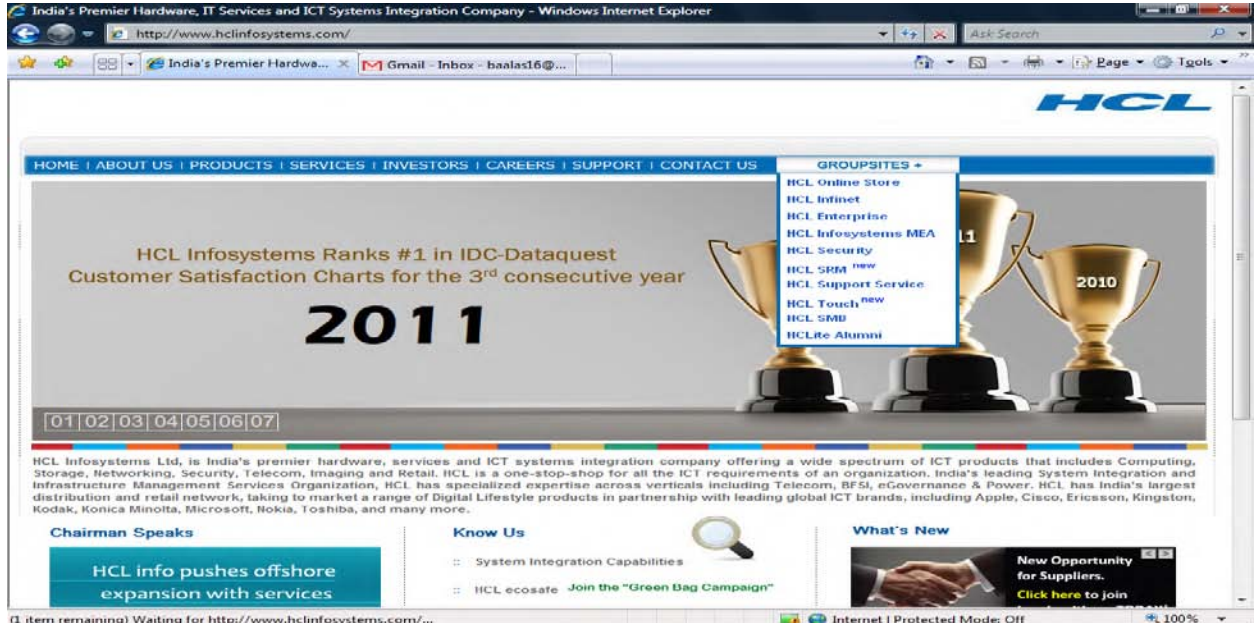 India's Premier Hardware, IT Services and ICT Systems Integration Company - Windows Internet Explorer
http://www.hclinfosystems.com/
Ask Search
India's Premier Hardwa...
Gmail - Inbox - baalas16@...
Page
Tools
HCL
HOME | ABOUT US | PRODUCTS | SERVICES | INVESTORS | CAREERS | SUPPORT | CONTACT US
GROUPSITES +
HCL Online Store
HCL Infinet
HCL Enterprise
HCL Infosystems MEA
HCL Security
HCL SRM new
HCL Support Service
HCL Touch new
HCL SMB
HCLite Alumni
HCL Infosystems Ranks #1 in IDC-Dataquest
Customer Satisfaction Charts for the 3rd consecutive year
2011
11
2010
01 02 03 04 05 06 07
HCL Infosystems Ltd, is India's premier hardware, services and ICT systems integration company offering a wide spectrum of ICT products that includes Computing,
Storage, Networking, Security, Telecom, Imaging and Retail. HCL is a one-stop-shop for all the ICT requirements of an organization. India's leading System Integration and
Infrastructure Management Services Organization, HCL has specialized expertise across verticals including Telecom, BFSI, eGovernance & Power. HCL has India's largest
distribution and retail network, taking to market a range of Digital Lifestyle products in partnership with leading global ICT brands, including Apple, Cisco, Ericsson, Kingston,
Kodak, Konica Minolta, Microsoft, Nokia, Toshiba, and many more.
Chairman Speaks
HCL info pushes offshore
expansion with services
Know Us
:: System Integration Capabilities
:: HCL ecosafe Join the "Green Bag Campaign"
What's New
New Opportunity
for Suppliers.
Click here to join
(1 item remaining) Waiting for http://www.hclinfosystems.com/...
Internet | Protected Mode: Off
100%